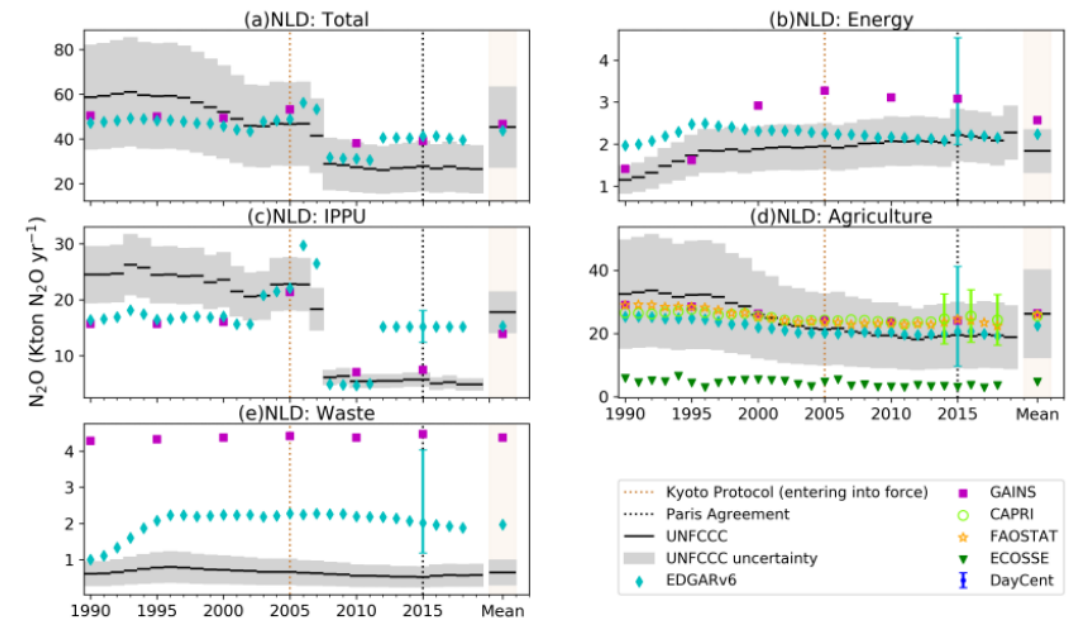 (a)NLD: Total
80
60
40
20
(b)NLD: Energy
4
3
2
1
N₂O (Kton N₂O yr⁻¹)
(c)NLD: IPPU
30
20
10
(d)NLD: Agriculture
40
20
0
1990 1995 2000 2005 2010 2015 Mean
(e)NLD: Waste
4
3
2
1
1990 1995 2000 2005 2010 2015 Mean
Kyoto Protocol (entering into force)
Paris Agreement
UNFCCC
UNFCCC uncertainty
EDGARv6
GAINS
CAPRI
FAOSTAT
ECOSSE
DayCent